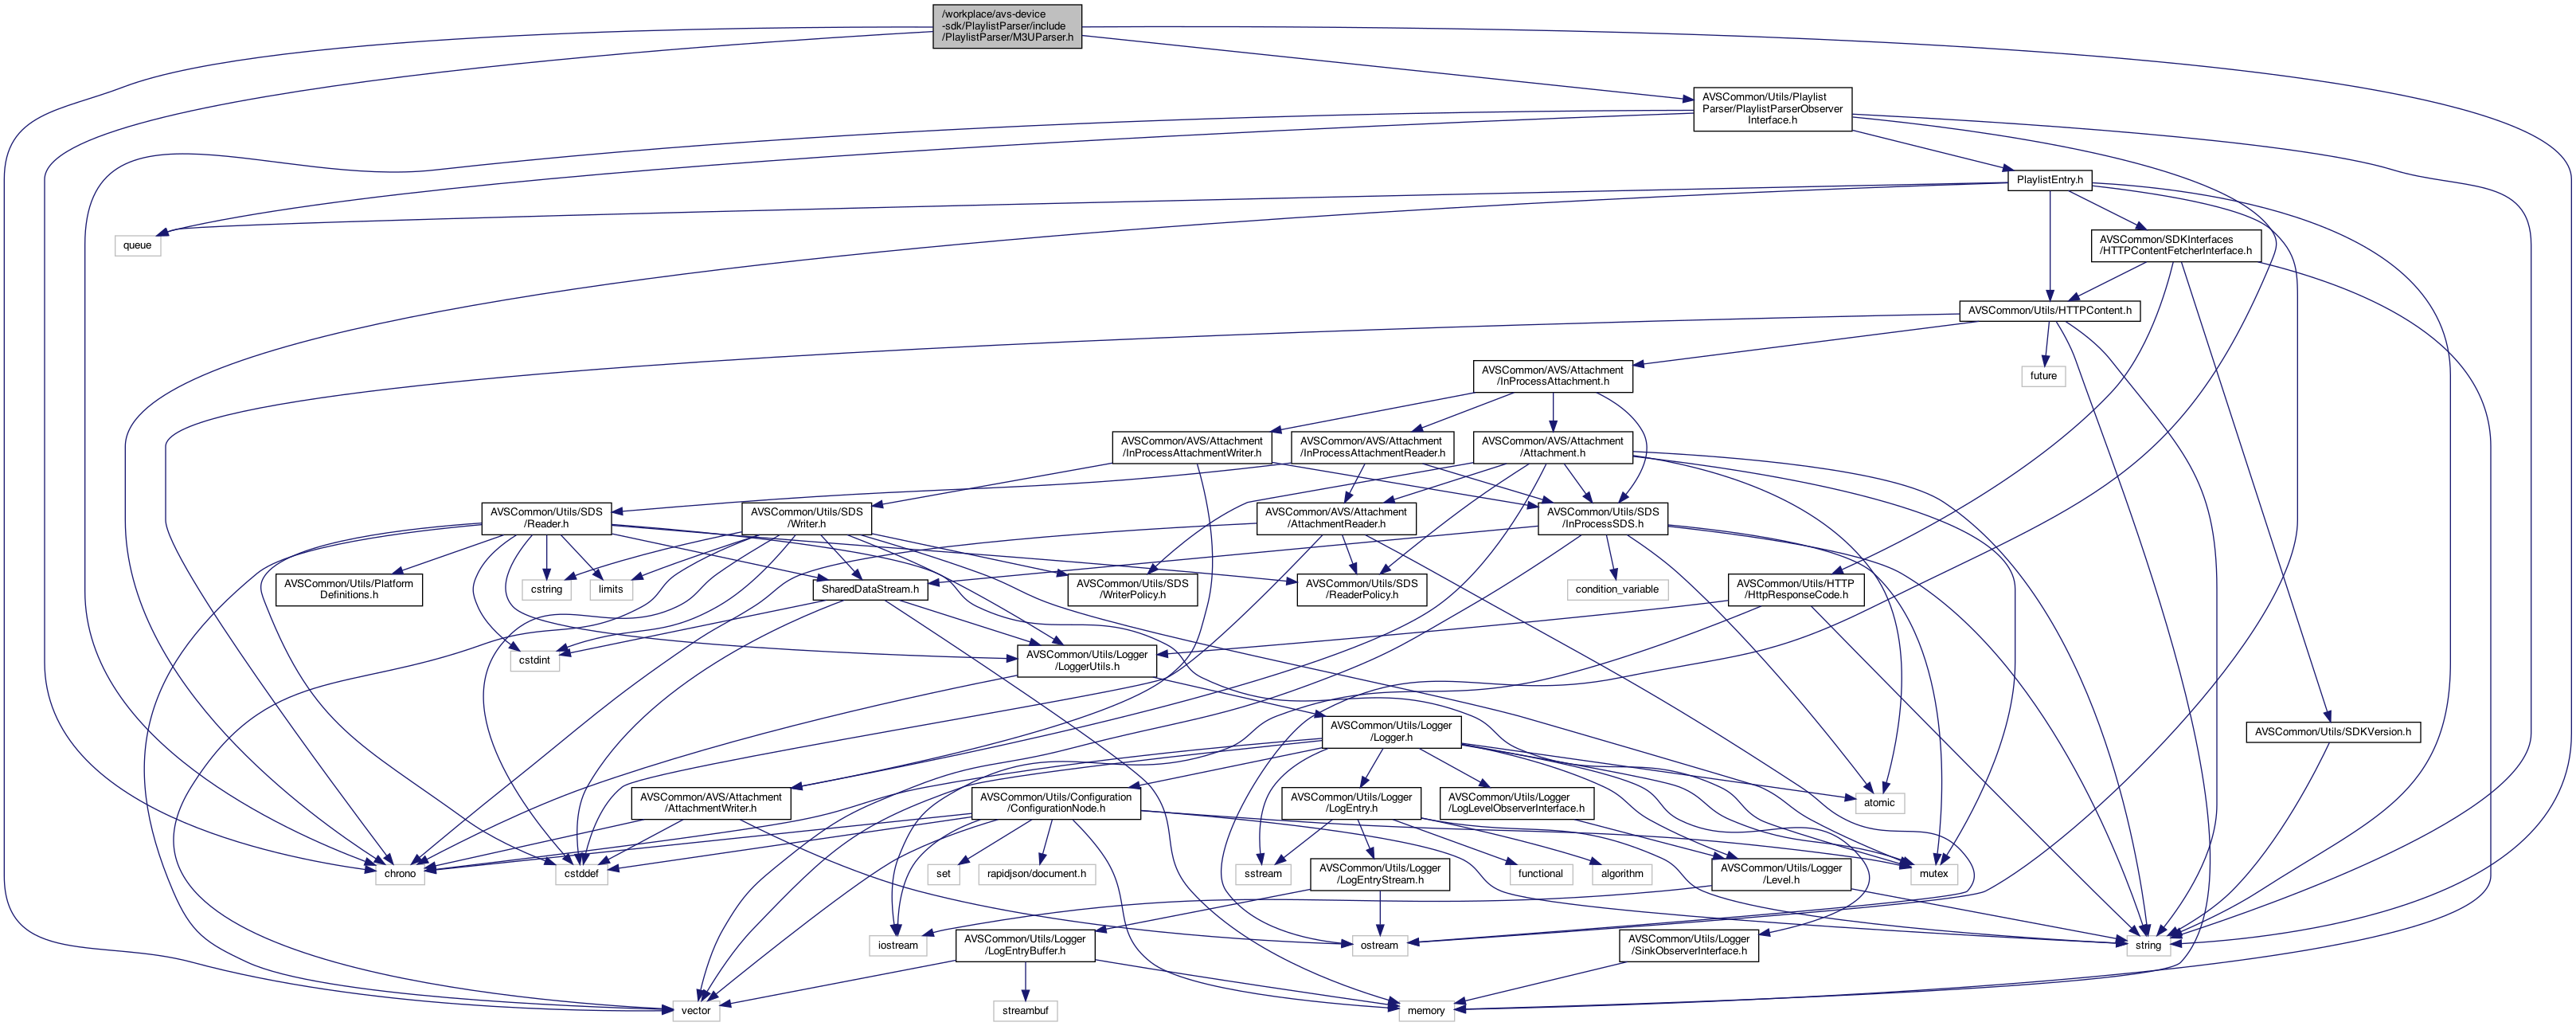 /workplace/avs-device
-sdk/PlaylistParser/include
/PlaylistParser/M3UParser.h
AVSCommon/Utils/Playlist
Parser/PlaylistParserObserver
Interface.h
PlaylistEntry.h
queue
AVSCommon/SDKInterfaces
/HTTPContentFetcherInterface.h
AVSCommon/Utils/HTTPContent.h
AVSCommon/AVS/Attachment
/InProcessAttachment.h
future
AVSCommon/AVS/Attachment
/InProcessAttachmentWriter.h
AVSCommon/AVS/Attachment
/InProcessAttachmentReader.h
AVSCommon/AVS/Attachment
/Attachment.h
AVSCommon/Utils/SDS
/Reader.h
AVSCommon/Utils/SDS
/Writer.h
AVSCommon/AVS/Attachment
/AttachmentReader.h
AVSCommon/Utils/SDS
/InProcessSDS.h
AVSCommon/Utils/Platform
Definitions.h
cstring
limits
SharedDataStream.h
AVSCommon/Utils/SDS
/WriterPolicy.h
AVSCommon/Utils/SDS
/ReaderPolicy.h
condition_variable
AVSCommon/Utils/HTTP
/HttpResponseCode.h
cstdint
AVSCommon/Utils/Logger
/LoggerUtils.h
AVSCommon/Utils/Logger
/Logger.h
AVSCommon/Utils/SDKVersion.h
AVSCommon/AVS/Attachment
/AttachmentWriter.h
AVSCommon/Utils/Configuration
/ConfigurationNode.h
AVSCommon/Utils/Logger
/LogEntry.h
AVSCommon/Utils/Logger
/LogLevelObserverInterface.h
atomic
chrono
cstddef
set
rapidjson/document.h
sstream
AVSCommon/Utils/Logger
/LogEntryStream.h
functional
algorithm
AVSCommon/Utils/Logger
/Level.h
mutex
iostream
AVSCommon/Utils/Logger
/LogEntryBuffer.h
ostream
AVSCommon/Utils/Logger
/SinkObserverInterface.h
string
vector
streambuf
memory